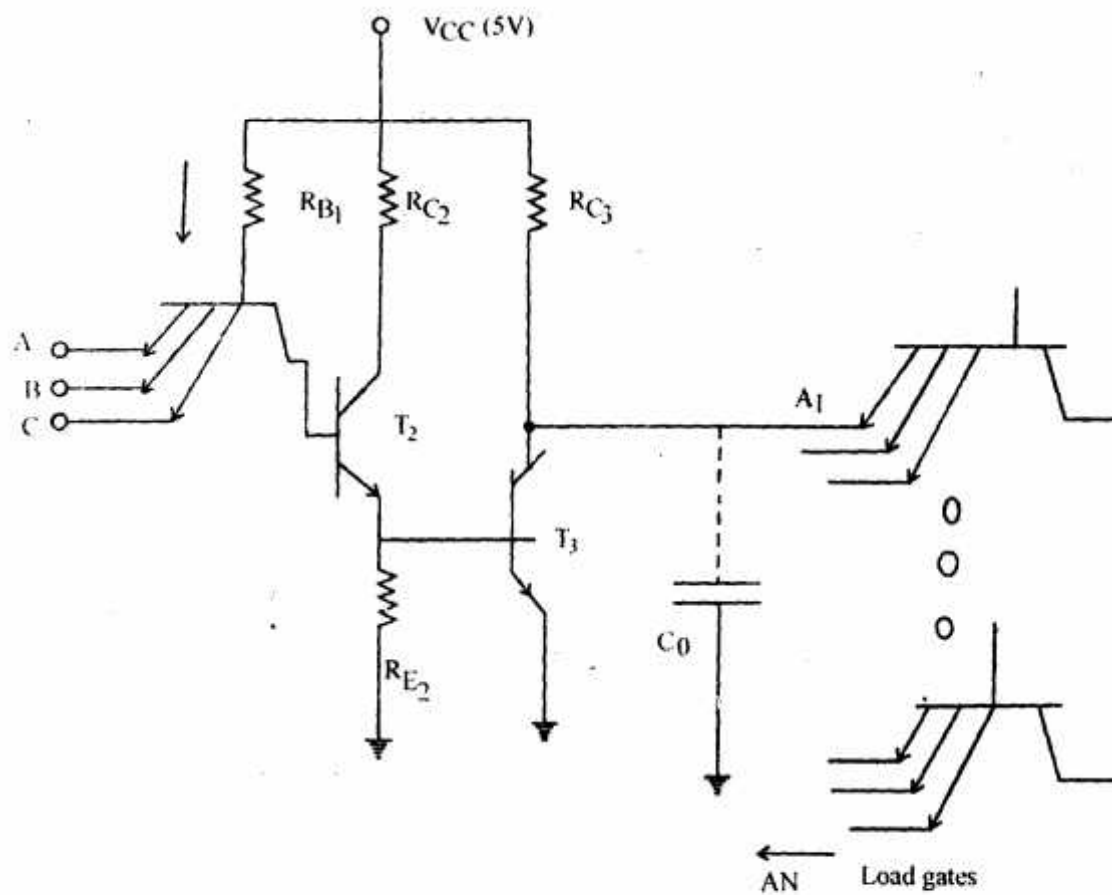 VCC (5V)
RB1 RC2 RC3
A
B
C
T2
A1
T3
C0
RE2
AN Load gates